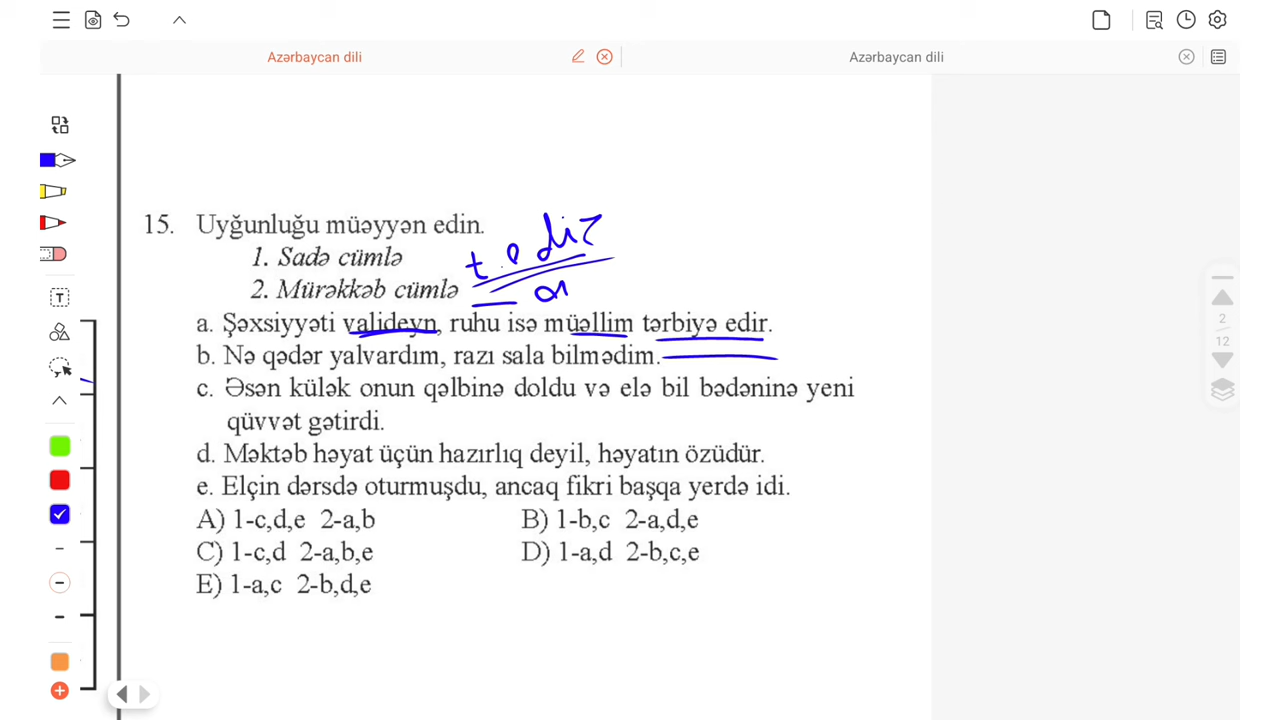 Azərbaycan dili
Azərbaycan dili
15. Uyğunluğu müəyyən edin.
1. Sadə cümlə
2. Mürəkkəb cümlə
a. Şəxsiyyəti valideyn, ruhu isə müəllim tərbiyə edir.
b. Nə qədər yalvardım, razı sala bilmədim.
c. Əsən külək onun qəlbinə doldu və elə bil bədəninə yeni
qüvvət gətirdi.
d. Məktəb həyat üçün hazırlıq deyil, həyatın özüdür.
e. Elçin dərsdə oturmuşdu, ancaq fikri başqa yerdə idi.
A) 1-c,d,e 2-a,b
B) 1-b,c 2-a,d,e
C) 1-c,d 2-a,b,e
D) 1-a,d 2-b,c,e
E) 1-a,c 2-b,d,e
T
2
12